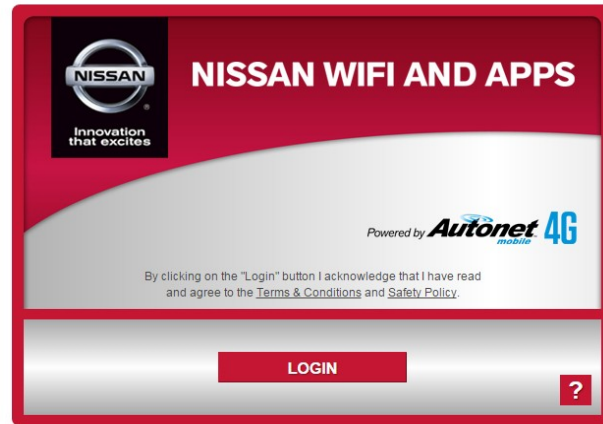 NISSAN
Innovation
that excites
NISSAN WIFI AND APPS
Powered by Autonet mobile 4G
By clicking on the "Login" button I acknowledge that I have read
and agree to the Terms & Conditions and Safety Policy.
LOGIN
?